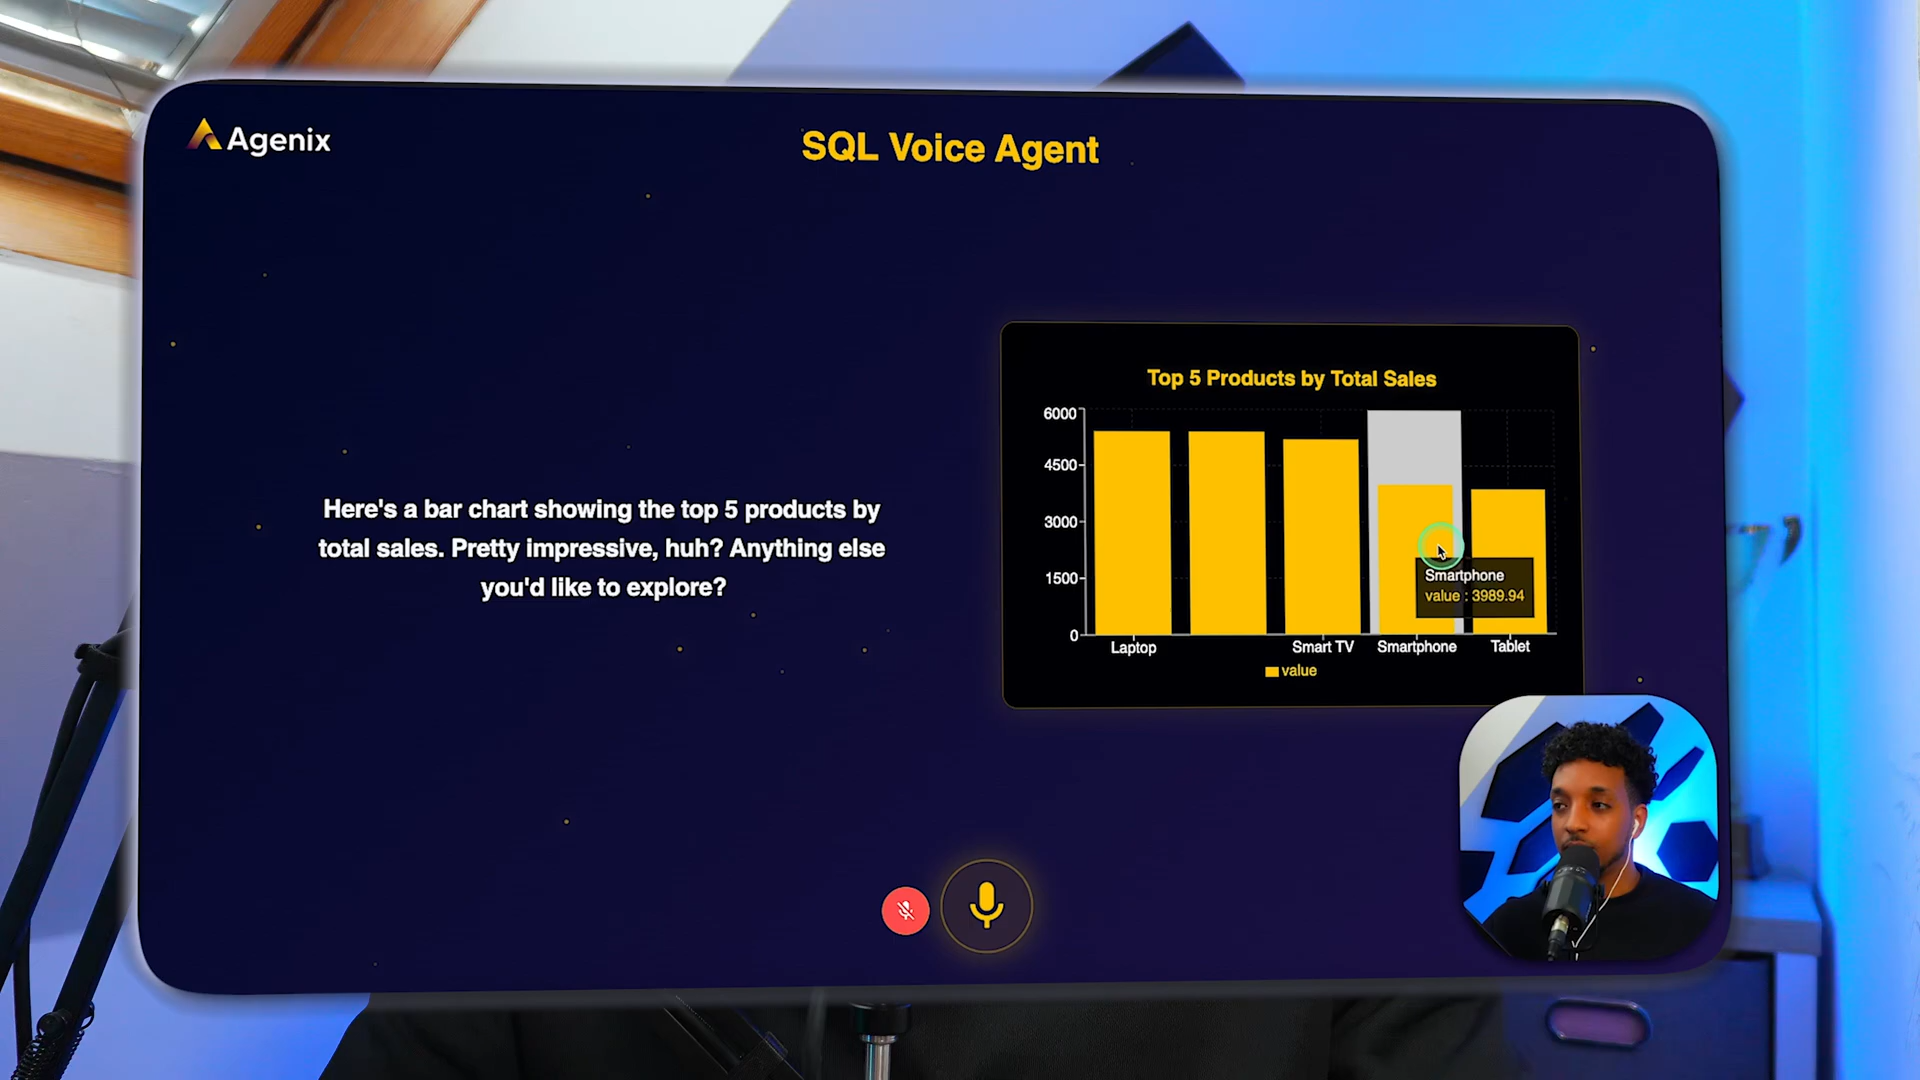 Agenix
SQL Voice Agent
Here's a bar chart showing the top 5 products by
total sales. Pretty impressive, huh? Anything else
you'd like to explore?
Top 5 Products by Total Sales
6000
4500
3000
1500
0
Smartphone
value : 3989.94
Laptop
Smart TV
Smartphone
Tablet
value